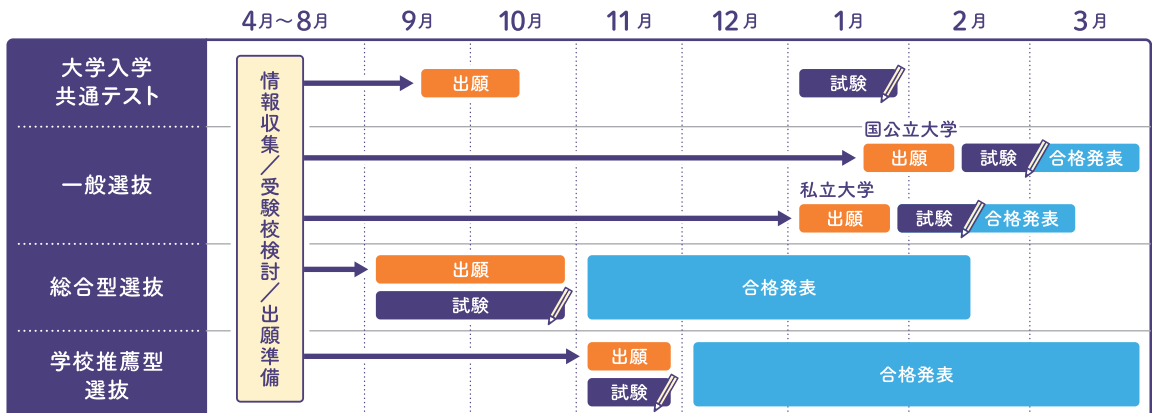 4月～8月 9月 10月 11月 12月 1月 2月 3月
大学入学
共通テスト
情報収集／受験校検討／出願準備
出願
試験
一般選抜
国公立大学
出願 試験 合格発表
私立大学
出願 試験 合格発表
総合型選抜
出願
試験
合格発表
学校推薦型
選抜
出願
試験
合格発表